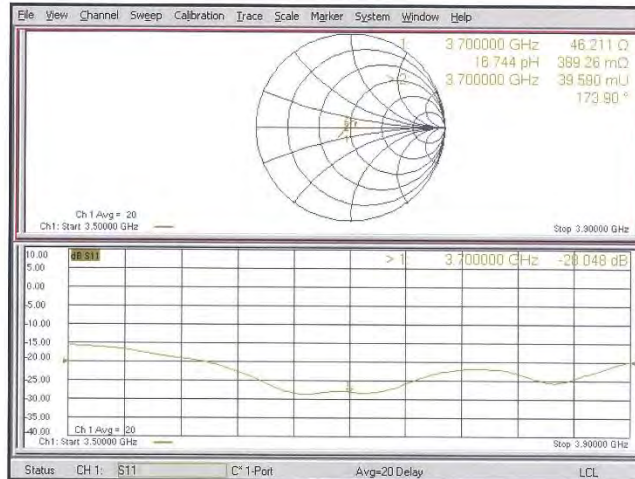 File View Channel Sweep Calibration Trace Scale Marker System Window Help
1: 3.700000 GHz 46.211 Ω
16.744 pH 389.26 mΩ
> 2: 3.700000 GHz 39.590 mU
173.90 °
Ch 1 Avg = 20
Ch1: Start 3.50000 GHz
Stop 3.90000 GHz
10.00 dB S11
> 1: 3.700000 GHz -28.048 dB
5.00
0.00
-5.00
-10.00
-15.00
-20.00
-25.00
-30.00
-35.00
-40.00
Ch 1 Avg = 20
Ch1: Start 3.50000 GHz
Stop 3.90000 GHz
Status CH 1: S11 C* 1-Port Avg=20 Delay LCL